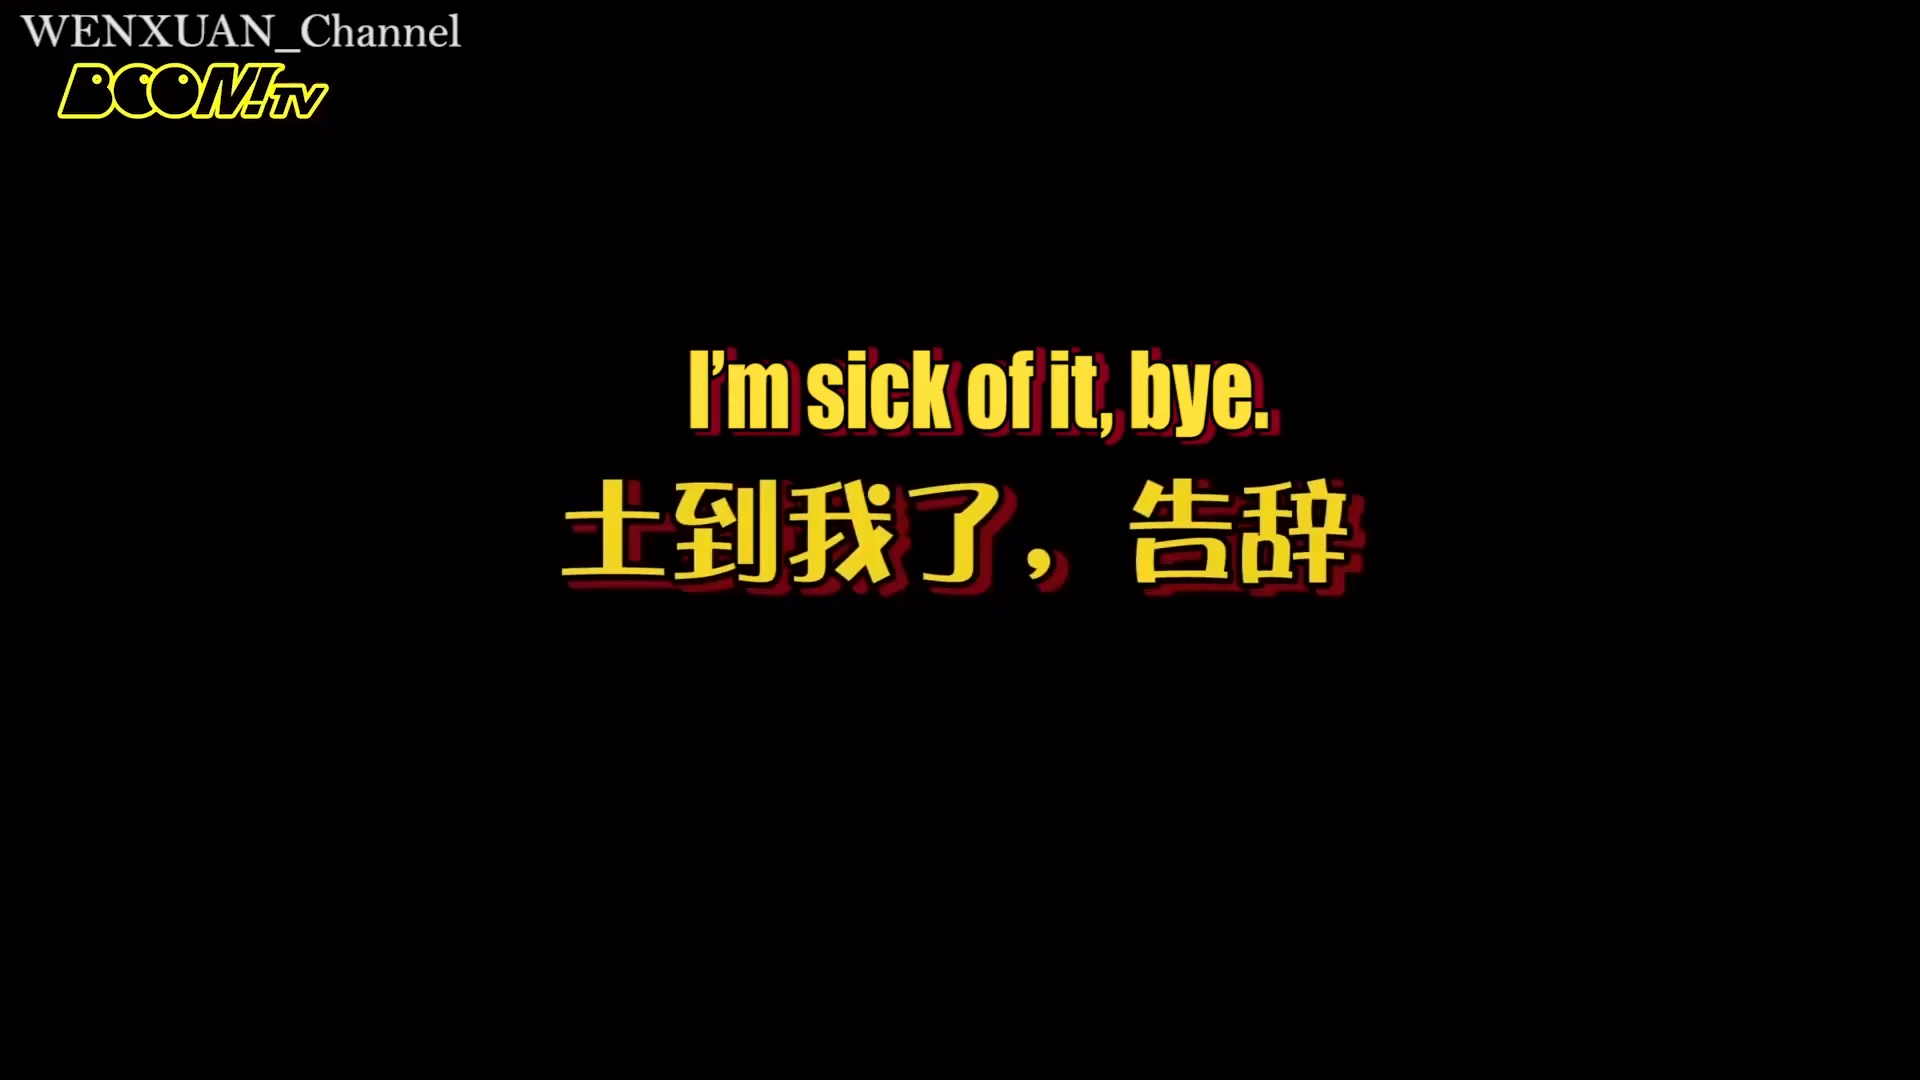 WENXUAN_Channel
BOOM!TV
I'm sick of it, bye.
土到我了，告辞